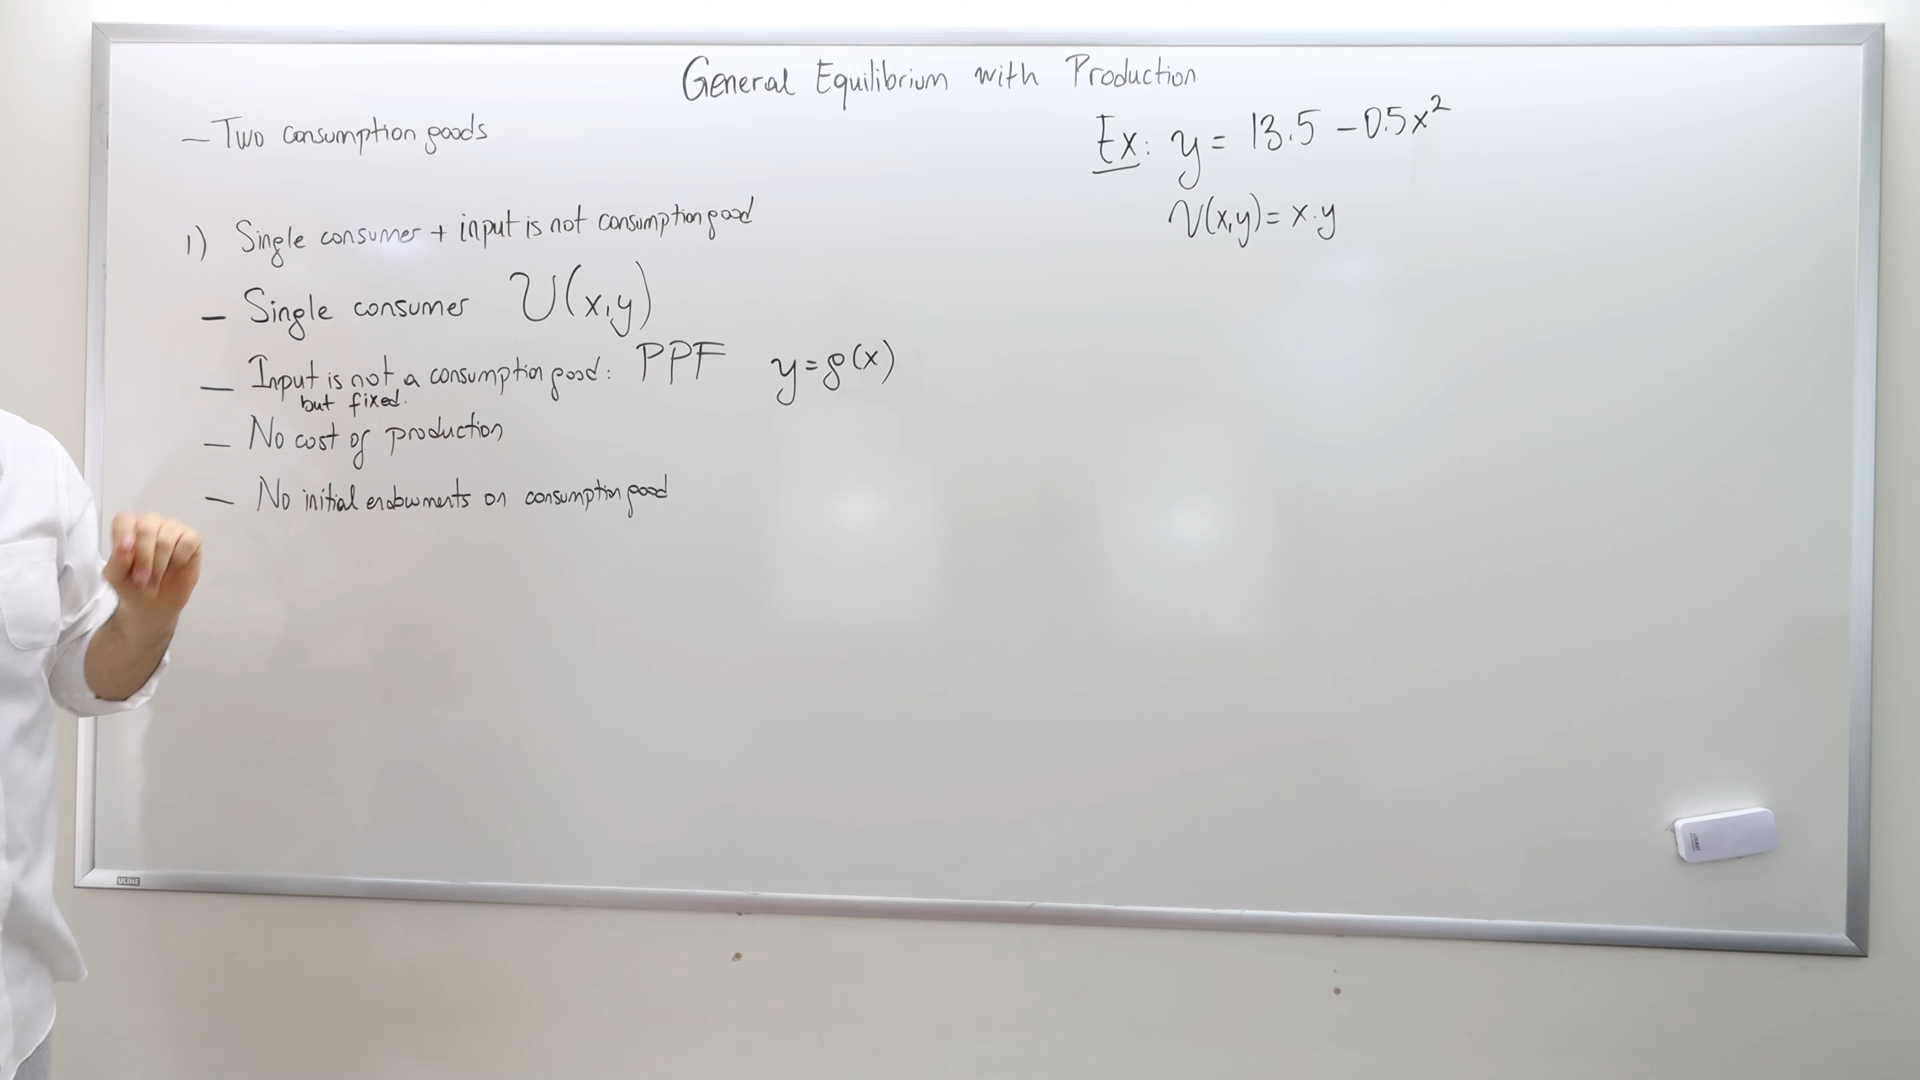 General Equilibrium with Production
— Two consumption goods
1) Single consumer + input is not consumption good
— Single consumer U(x,y)
— Input is not a consumption good: PPF y=g(x)
but fixed.
— No cost of production
— No initial endowments on consumption good
Ex: y = 13.5 - 0.5x²
U(x,y) = x.y
ULINE